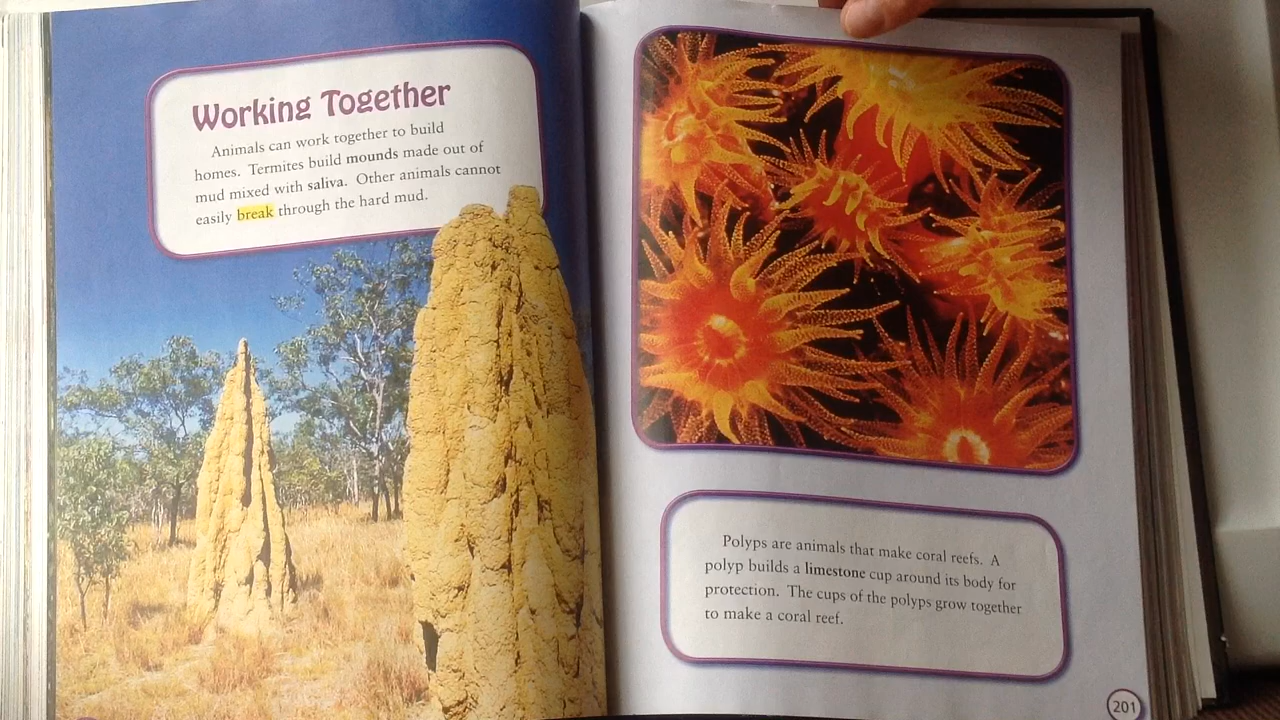 Working Together
Animals can work together to build
homes. Termites build mounds made out of
mud mixed with saliva. Other animals cannot
easily break through the hard mud.
Polyps are animals that make coral reefs. A
polyp builds a limestone cup around its body for
protection. The cups of the polyps grow together
to make a coral reef.
201